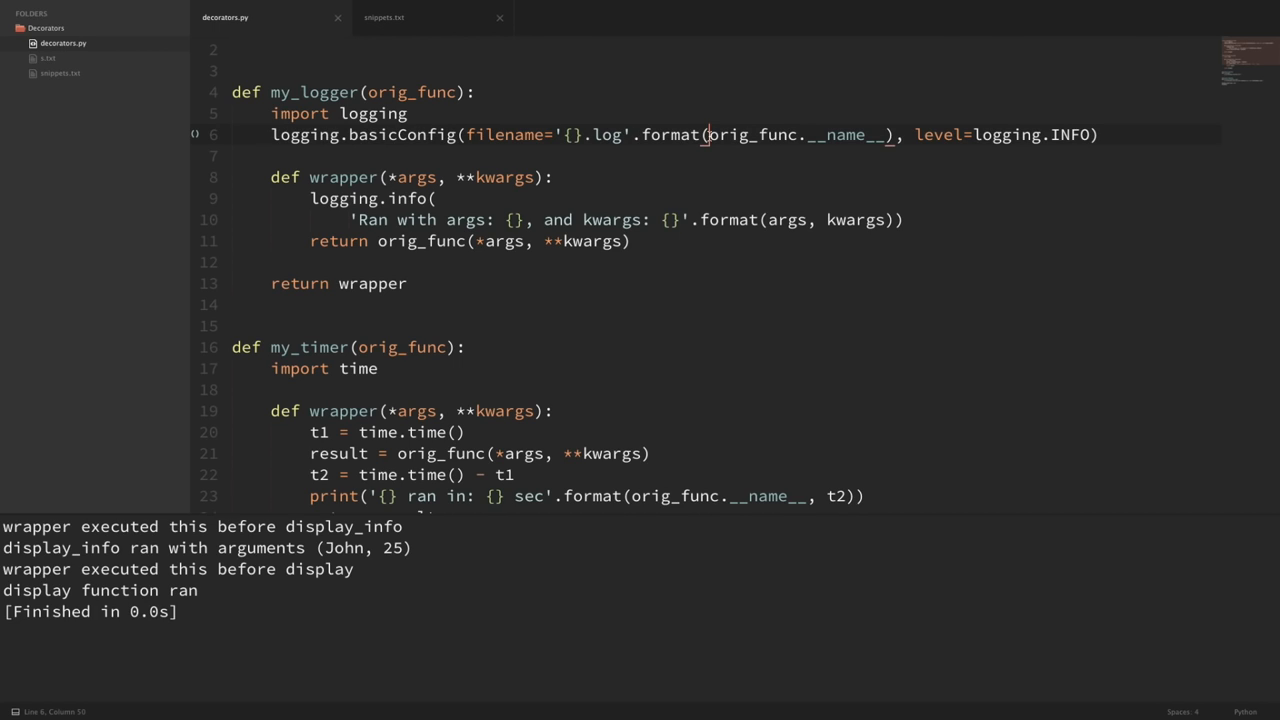 FOLDERS
Decorators
decorators.py
s.txt
snippets.txt
decorators.py ×
snippets.txt ×
2
3
4 def my_logger(orig_func):
5     import logging
() 6     logging.basicConfig(filename='{}.log'.format(orig_func.__name__), level=logging.INFO)
7
8     def wrapper(*args, **kwargs):
9         logging.info(
10             'Ran with args: {}, and kwargs: {}'.format(args, kwargs))
11         return orig_func(*args, **kwargs)
12
13     return wrapper
14
15
16 def my_timer(orig_func):
17     import time
18
19     def wrapper(*args, **kwargs):
20         t1 = time.time()
21         result = orig_func(*args, **kwargs)
22         t2 = time.time() - t1
23         print('{} ran in: {} sec'.format(orig_func.__name__, t2))
wrapper executed this before display_info
display_info ran with arguments (John, 25)
wrapper executed this before display
display function ran
[Finished in 0.0s]
Line 6, Column 50
Spaces: 4
Python